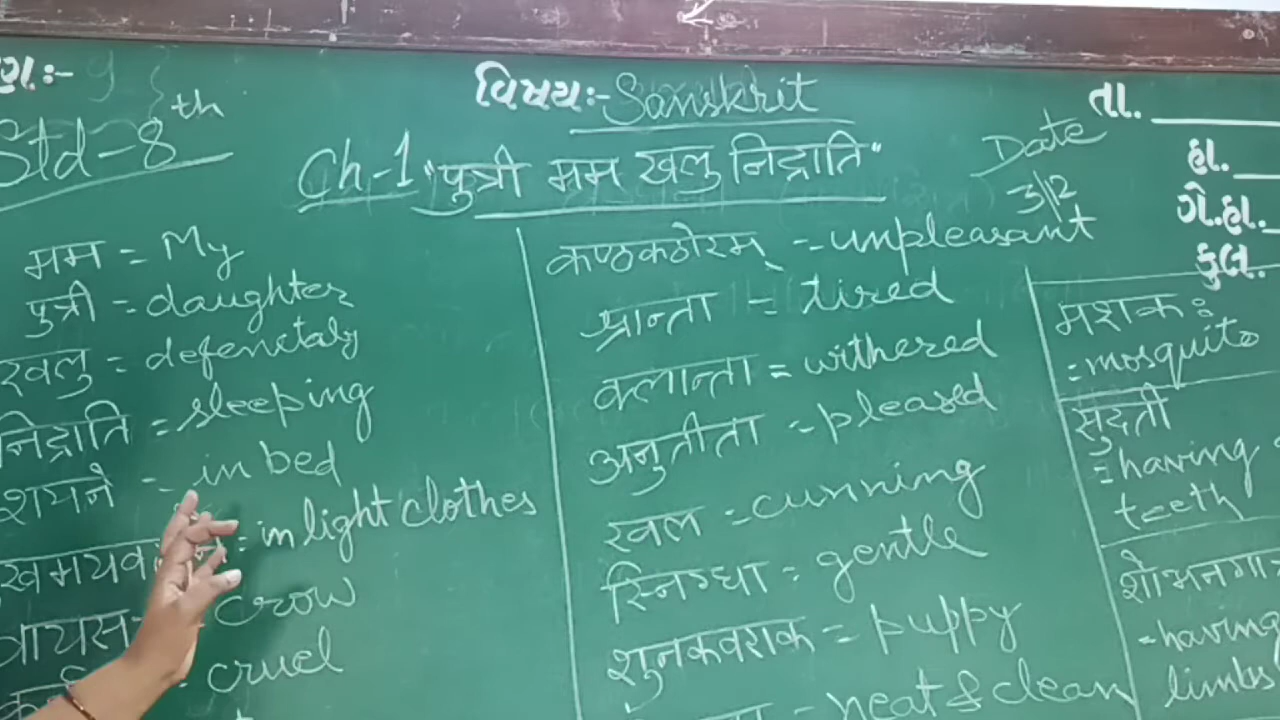 ણ:-
Std-8th
વિષય:- Sanskrit
તા.
Ch-1 "पुत्री मम खलु निद्राति"
Date
3/12
હા.
ગે.હા.
કુલ.
मम = My
पुत्री = daughter
खलु = defenetaly
निद्राति = sleeping
शयने = in bed
= in light clothes
वायस = crow
= cruel
कण्ठकठोरम् = unpleasant
श्रान्ता = tired
क्लान्ता = withered
अनुतीता = pleased
खल = cunning
स्निग्धा = gentle
शुनकवराक = puppy
= neat & clean
मशक:
= mosquito
सुदती
= having
teeth
शोभनगा
= having
limbs